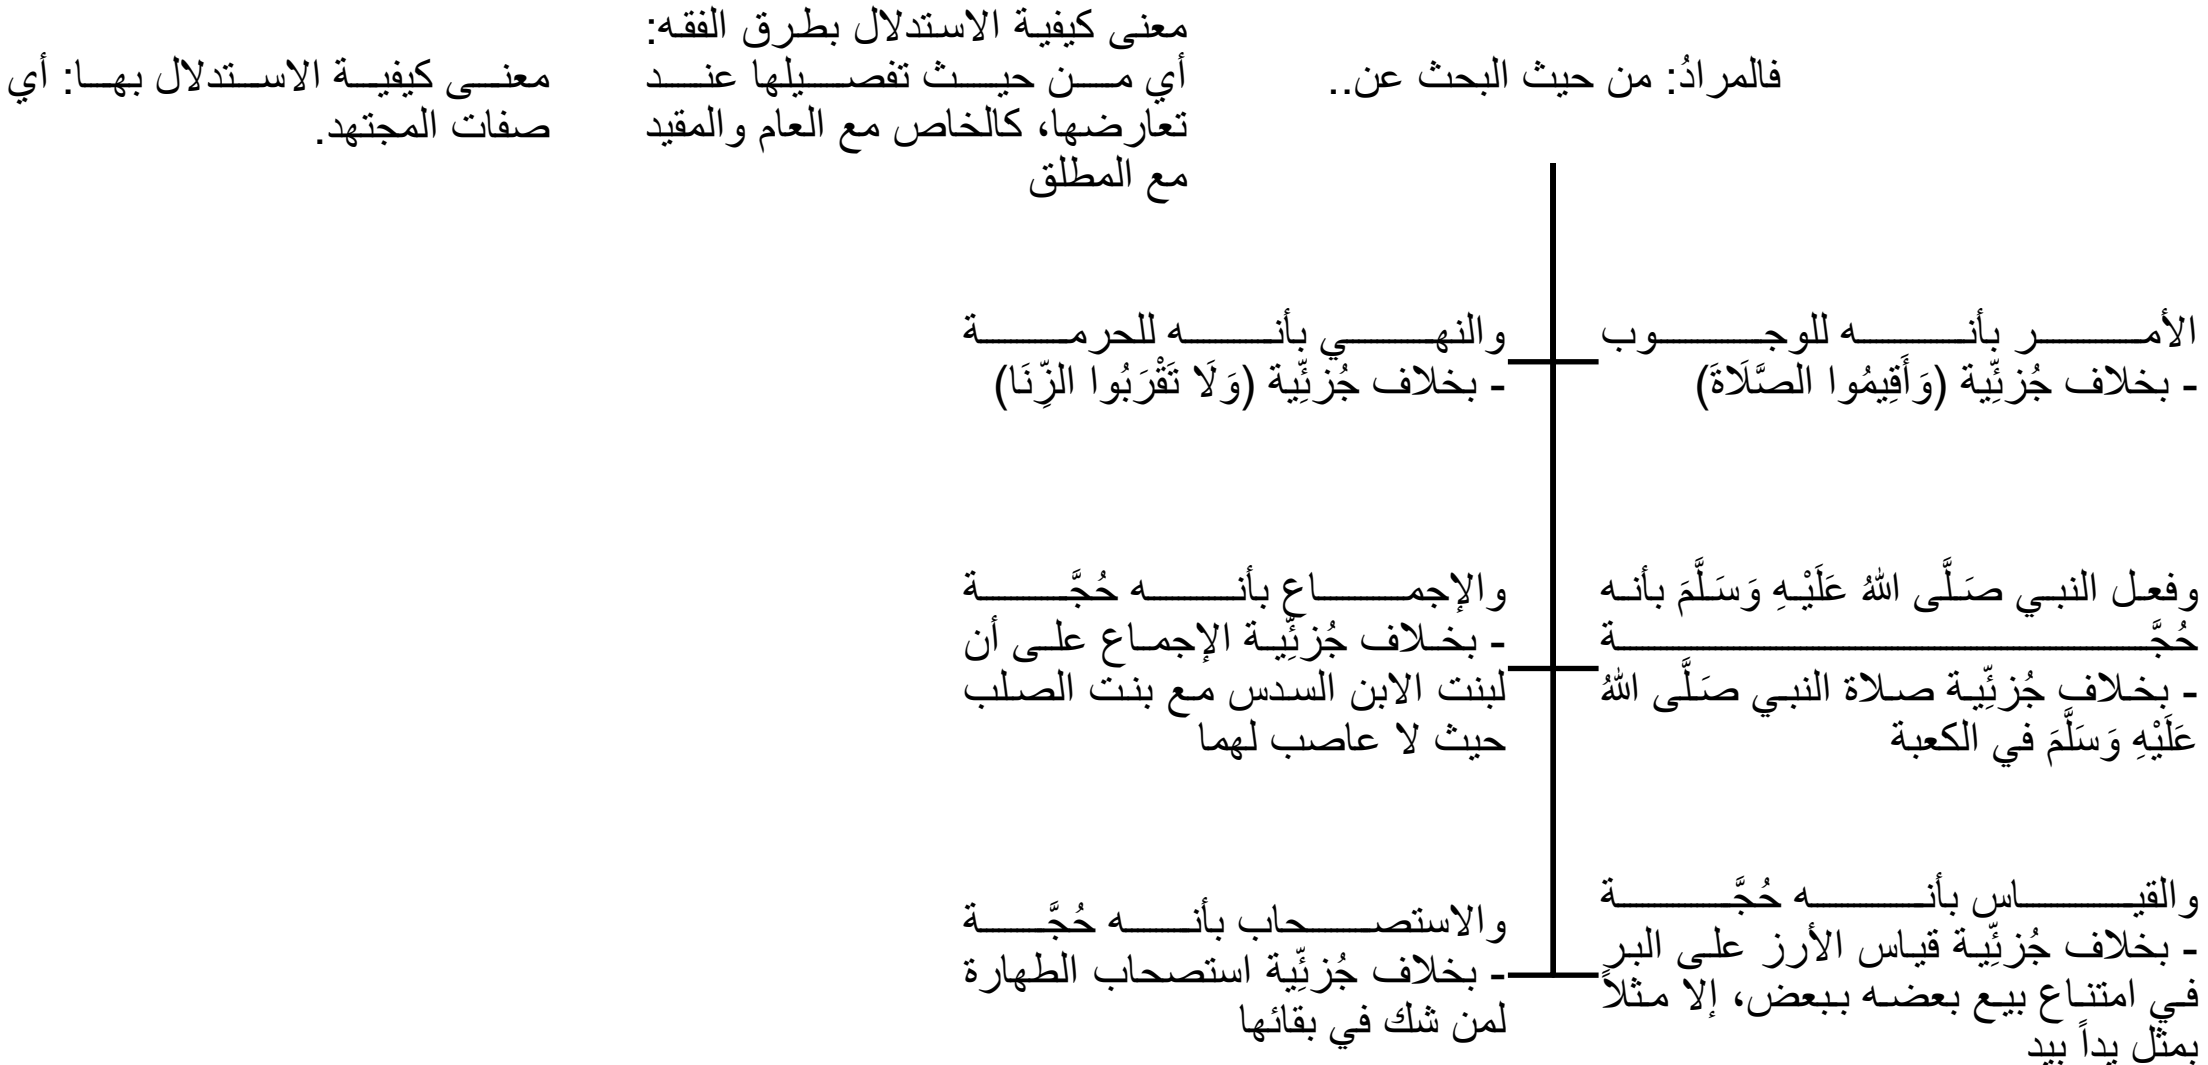 فالمرادُ: من حيث البحث عن..
معنى كيفية الاستدلال بطرق الفقه:
أي من حيث تفصيلها عند
تعارضها، كالخاص مع العام والمقيد
مع المطلق
معنى كيفية الاستدلال بها: أي
صفات المجتهد.
الأمر بأنه للوجوب
- بخلاف جُزئِّية (وَأَقِيمُوا الصَّلَاةَ)
والنهي بأنه للحرمة
- بخلاف جُزئِّية (وَلَا تَقْرَبُوا الزِّنَا)
وفعل النبي صَلَّى اللهُ عَلَيْهِ وَسَلَّمَ بأنه
حُجَّة
- بخلاف جُزئِّية صلاة النبي صَلَّى اللهُ
عَلَيْهِ وَسَلَّمَ في الكعبة
والإجماع بأنه حُجَّة
- بخلاف جُزئِّية الإجماع على أن
لبنت الابن السدس مع بنت الصلب
حيث لا عاصب لهما
والقياس بأنه حُجَّة
- بخلاف جُزئِّية قياس الأرز على البر
في امتناع بيع بعضه ببعض، إلا مثلاً
بمثل يداً بيد
والاستصحاب بأنه حُجَّة
- بخلاف جُزئِّية استصحاب الطهارة
لمن شك في بقائها